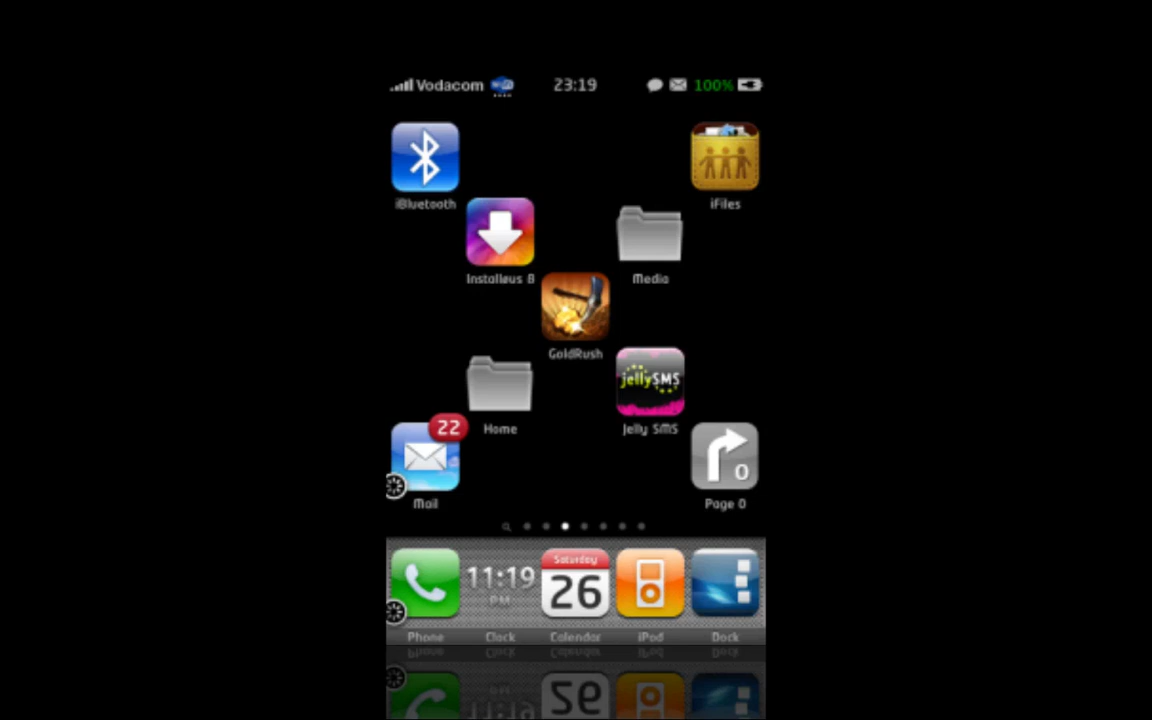 Vodacom 23:19 100%
iBluetooth iFiles
Installous 8 Media
GoldRush
jellySMS
Home Jelly SMS
22
0
Mail Page 0
Saturday
11:19 26
PM
Phone Clock Calendar iPod Dock